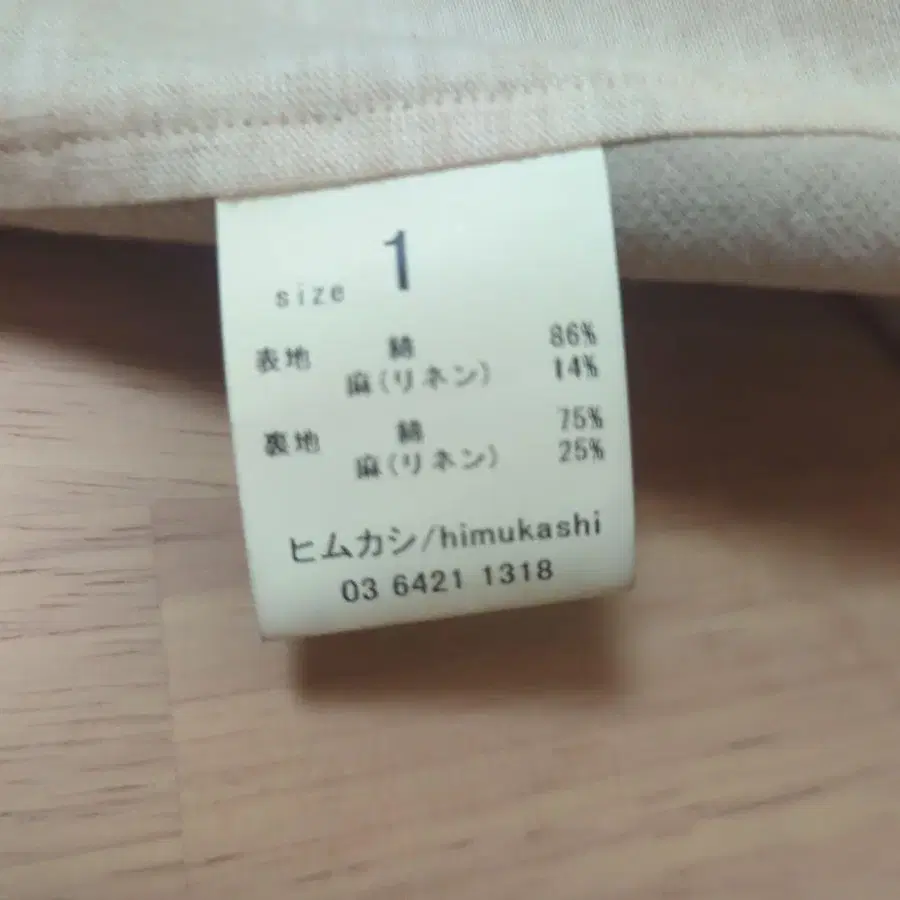 size 1
表地 綿 86%
麻(リネン) 14%
裏地 綿 75%
麻(リネン) 25%
ヒムカシ/himukashi
03 6421 1318